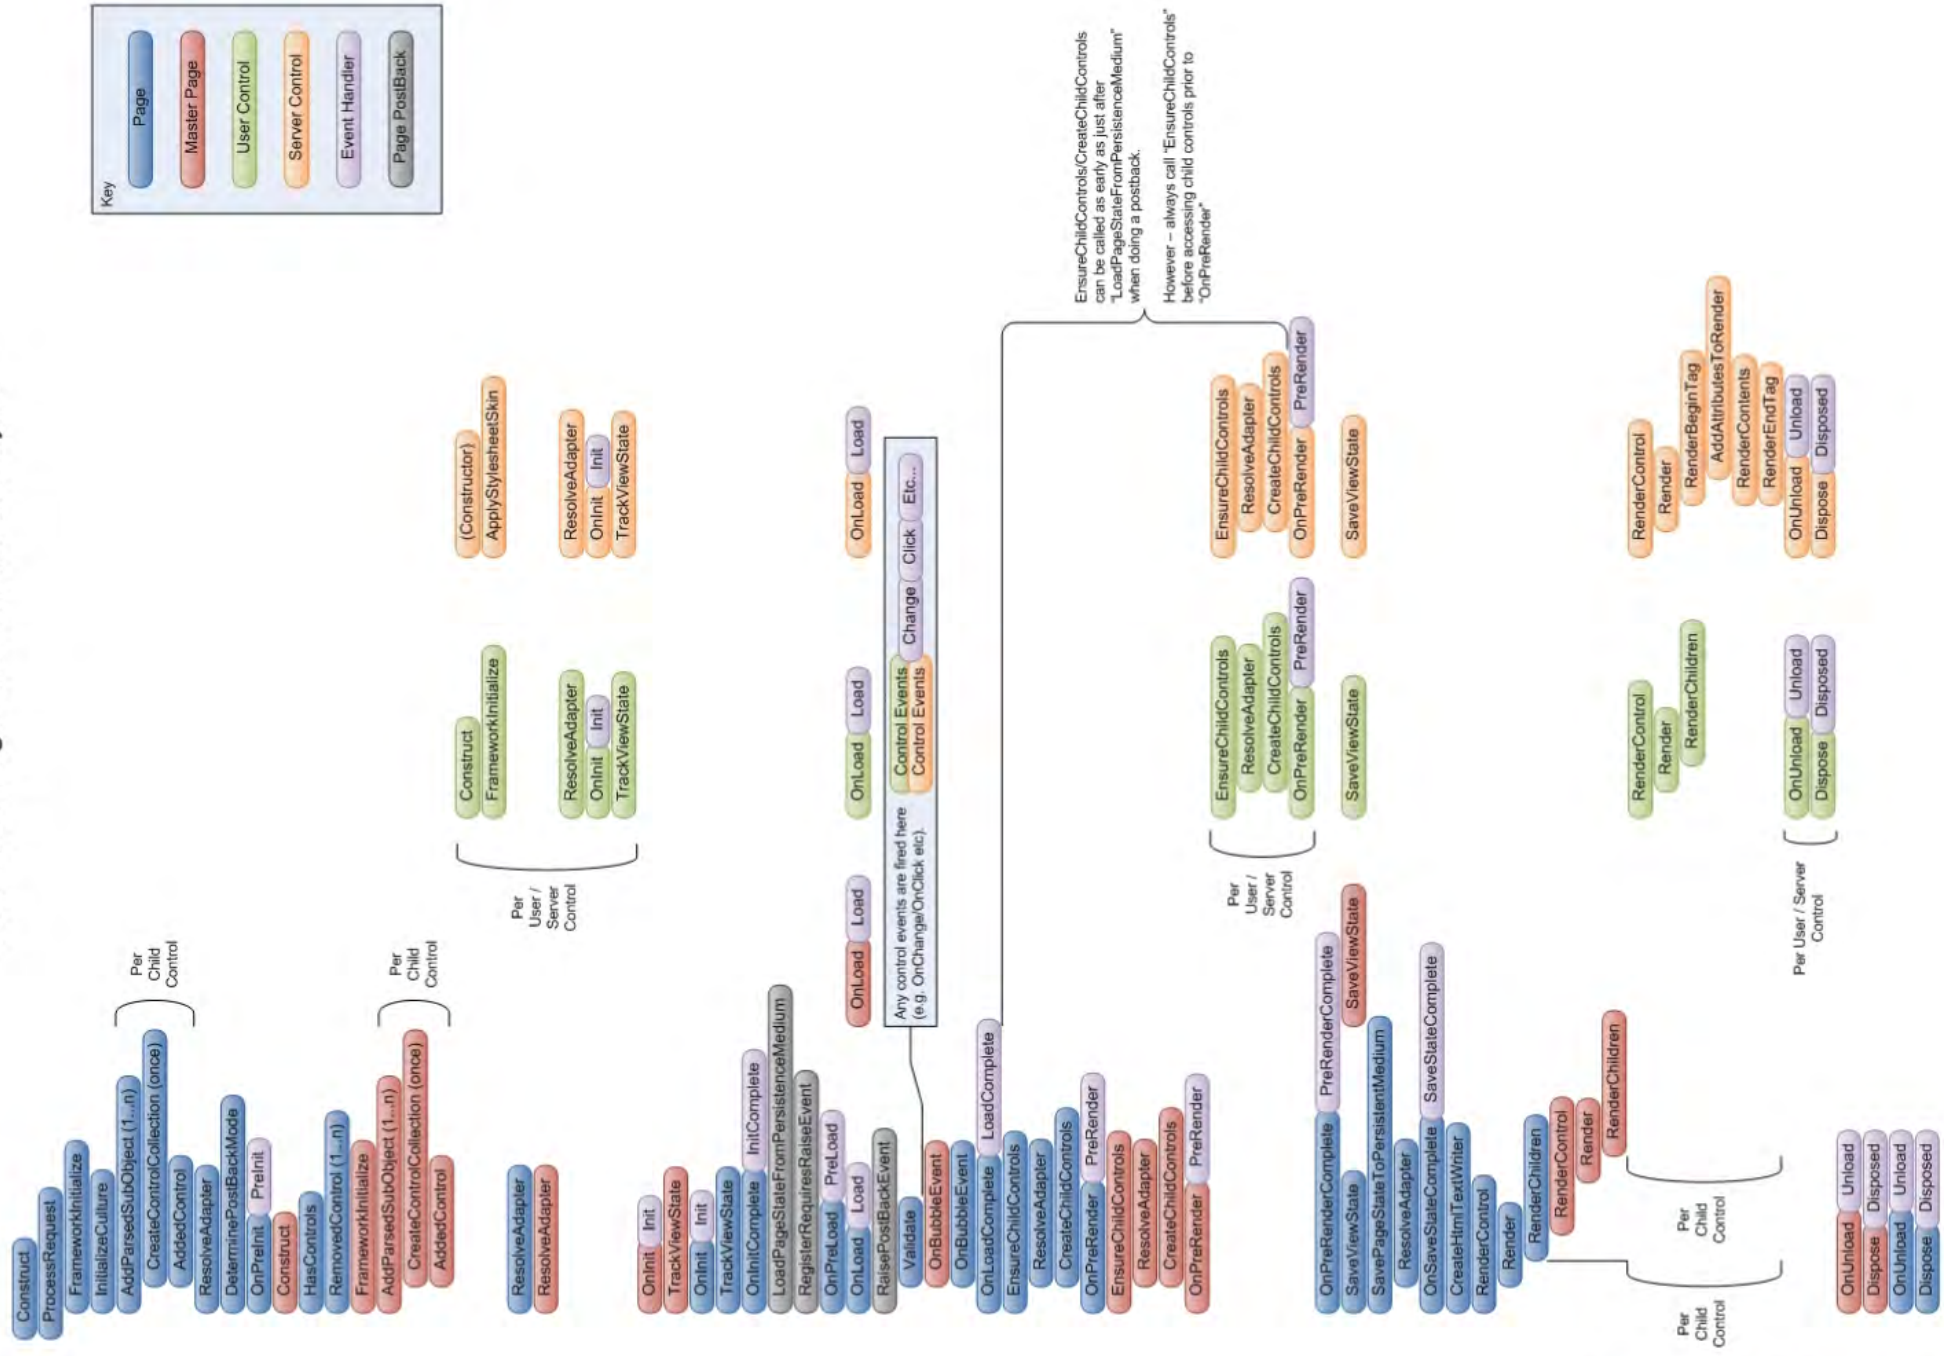 Key
Page
Master Page
User Control
Server Control
Event Handler
Page PostBack
Construct
ProcessRequest
FrameworkInitialize
InitializeCulture
AddParsedSubObject (1...n)
CreateControlCollection (once)
AddedControl
Per
Child
Control
ResolveAdapter
DeterminePostBackMode
OnPreInit PreInit
Construct
HasControls
RemovedControl (1...n)
FrameworkInitialize
AddParsedSubObject (1...n)
CreateControlCollection (once)
AddedControl
Per
Child
Control
Construct
FrameworkInitialize
(Constructor)
ApplyStylesheetSkin
ResolveAdapter
ResolveAdapter
Per
User /
Server
Control
ResolveAdapter
OnInit Init
TrackViewState
ResolveAdapter
OnInit Init
TrackViewState
OnInit Init
TrackViewState
OnInit Init
TrackViewState
OnInitComplete InitComplete
LoadPageStateFromPersistenceMedium
RegisterRequiresRaiseEvent
OnPreLoad PreLoad
OnLoad Load
OnLoad Load
OnLoad Load
OnLoad Load
RaisePostBackEvent
Validate
Any control events are fired here
(e.g. OnChange/OnClick etc).
Control Events
Control Events
Change Click Etc...
OnBubbleEvent
OnBubbleEvent
OnLoadComplete LoadComplete
EnsureChildControls
ResolveAdapter
CreateChildControls
OnPreRender PreRender
EnsureChildControls
ResolveAdapter
CreateChildControls
OnPreRender PreRender
EnsureChildControls/CreateChildControls
can be called as early as just after
"LoadPageStateFromPersistenceMedium"
when doing a postback.
However – always call "EnsureChildControls"
before accessing child controls prior to
"OnPreRender"
Per
User /
Server
Control
EnsureChildControls
ResolveAdapter
CreateChildControls
OnPreRender PreRender
EnsureChildControls
ResolveAdapter
CreateChildControls
OnPreRender PreRender
OnPreRenderComplete PreRenderComplete
SaveViewState
SaveViewState
SaveViewState
SaveViewState
SavePageStateToPersistentMedium
ResolveAdapter
OnSaveStateComplete SaveStateComplete
CreateHtmlTextWriter
RenderControl
Render
RenderChildren
RenderControl
Render
RenderChildren
RenderControl
Render
RenderChildren
RenderControl
Render
RenderBeginTag
AddAttributesToRender
RenderContents
RenderEndTag
Per
Child
Control
Per
Child
Control
Per User / Server
Control
OnUnload Unload
Dispose Disposed
OnUnload Unload
Dispose Disposed
OnUnload Unload
Dispose Disposed
OnUnload Unload
Dispose Disposed